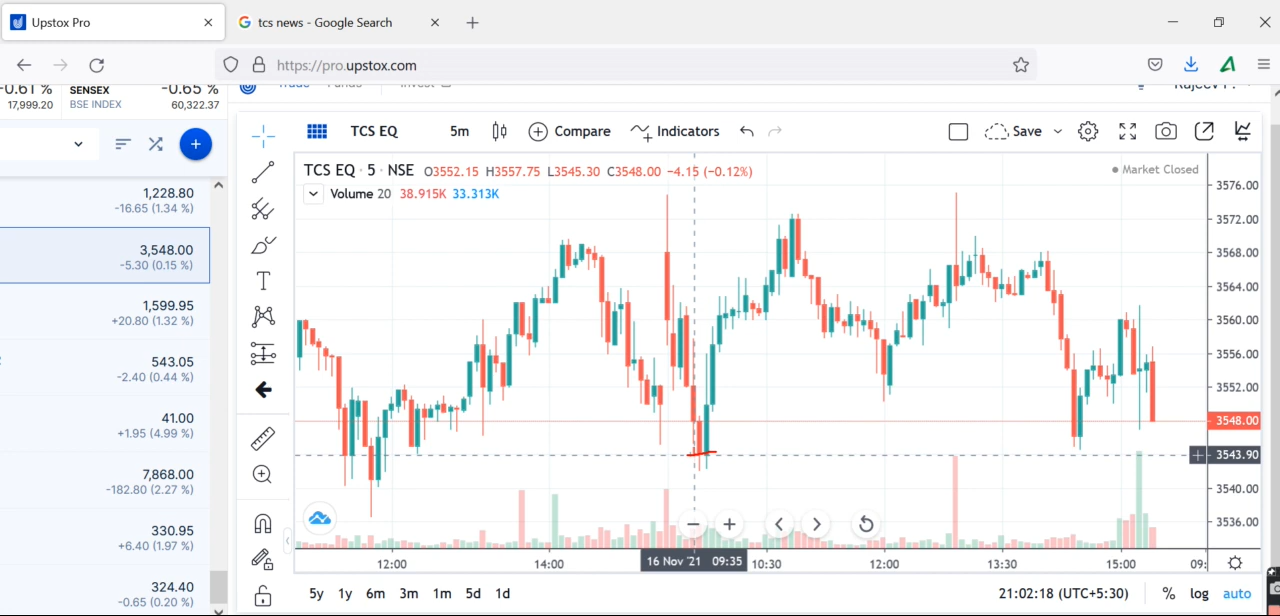 Upstox Pro
tcs news - Google Search
https://pro.upstox.com
-0.61 %
17,999.20
SENSEX
BSE INDEX
-0.65 %
60,322.37
TCS EQ
5m
Compare
Indicators
Save
TCS EQ · 5 · NSE O3552.15 H3557.75 L3545.30 C3548.00 -4.15 (-0.12%)
Market Closed
Volume 20 38.915K 33.313K
1,228.80
-16.65 (1.34 %)
3,548.00
-5.30 (0.15 %)
1,599.95
+20.80 (1.32 %)
543.05
-2.40 (0.44 %)
41.00
+1.95 (4.99 %)
7,868.00
-182.80 (2.27 %)
330.95
+6.40 (1.97 %)
324.40
-0.65 (0.20 %)
3576.00
3572.00
3568.00
3564.00
3560.00
3556.00
3552.00
3548.00
3543.90
3540.00
3536.00
12:00
14:00
16 Nov '21 09:35
10:30
12:00
13:30
15:00
09:
5y 1y 6m 3m 1m 5d 1d
21:02:18 (UTC+5:30)
% log auto